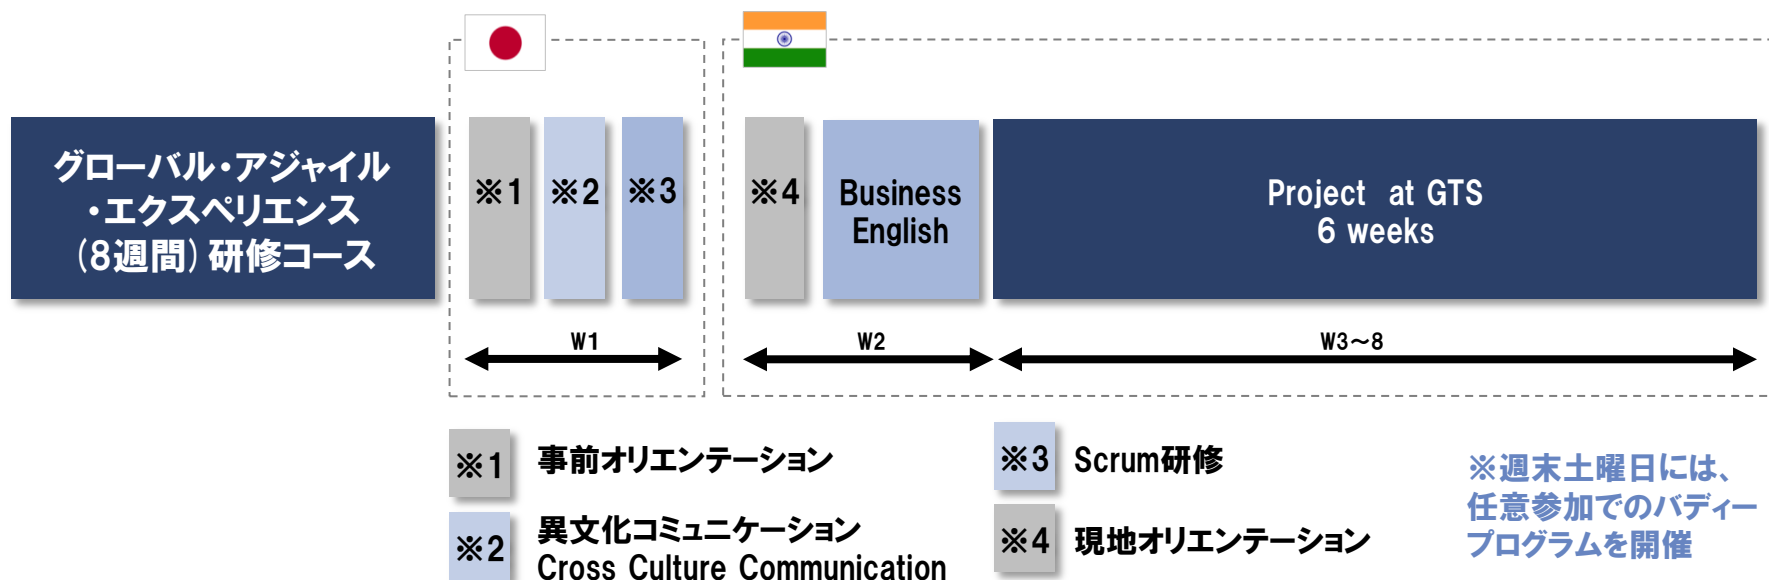 グローバル・アジャイル
・エクスペリエンス
(8週間) 研修コース
※1
※2
※3
※4
Business
English
Project at GTS
6 weeks
W1
W2
W3～8
※1 事前オリエンテーション
※2 異文化コミュニケーション
Cross Culture Communication
※3 Scrum研修
※4 現地オリエンテーション
※週末土曜日には、
任意参加でのバディー
プログラムを開催